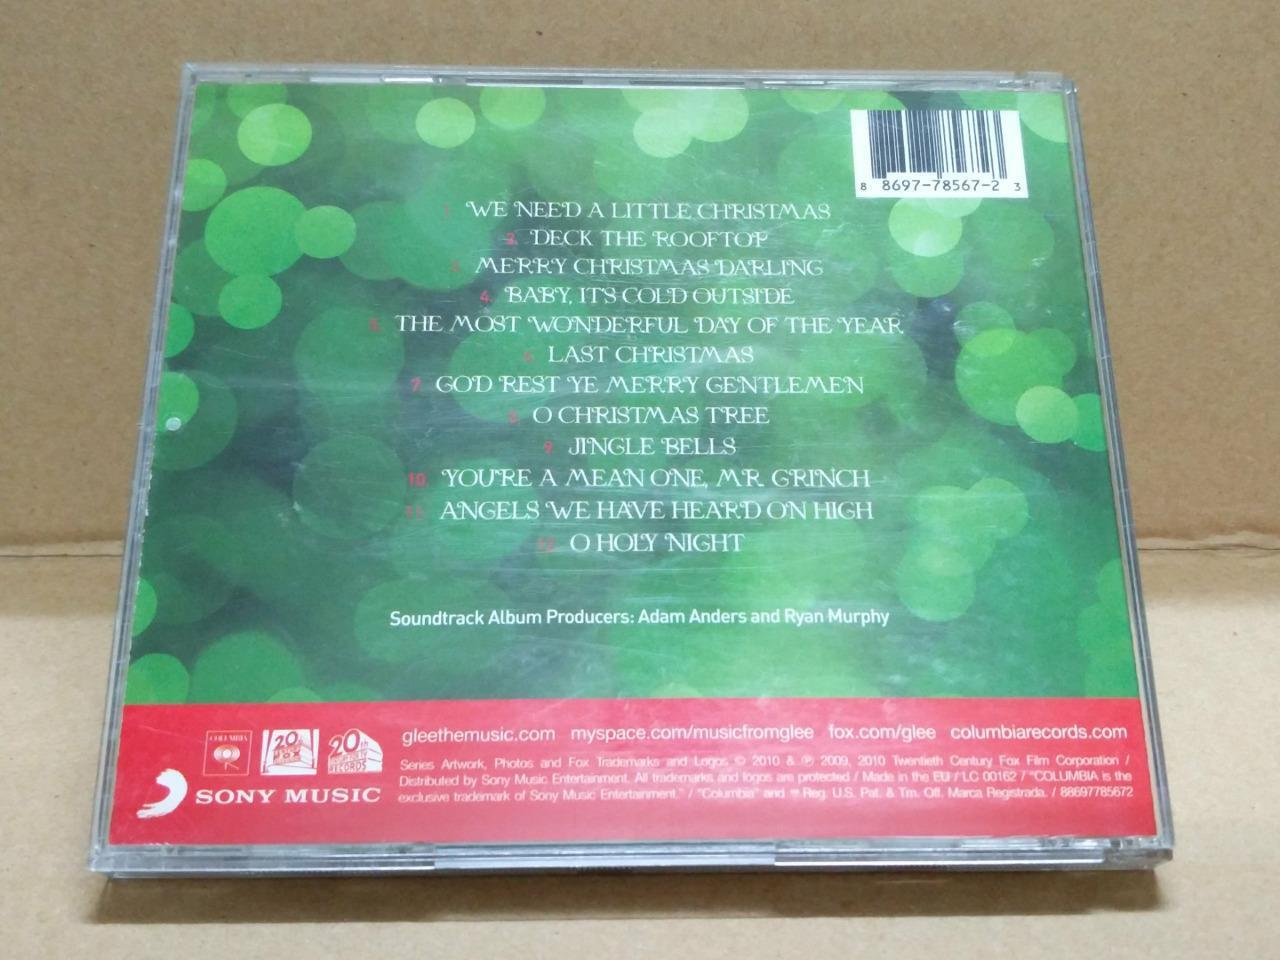 8 8697-78567-2 3
1. WE NEED A LITTLE CHRISTMAS
2. DECK THE ROOFTOP
3. MERRY CHRISTMAS DARLING
4. BABY, IT'S COLD OUTSIDE
5. THE MOST WONDERFUL DAY OF THE YEAR
6. LAST CHRISTMAS
7. GOD REST YE MERRY GENTLEMEN
8. O CHRISTMAS TREE
9. JINGLE BELLS
10. YOU'RE A MEAN ONE, MR. GRINCH
11. ANGELS WE HAVE HEARD ON HIGH
12. O HOLY NIGHT
Soundtrack Album Producers: Adam Anders and Ryan Murphy
COLUMBIA
20th
20th
RECORDS
gleethemusic.com myspace.com/musicfromglee fox.com/glee columbiarecords.com
SONY MUSIC
Series Artwork, Photos and Fox Trademarks and Logos © 2010 & ℗ 2009, 2010 Twentieth Century Fox Film Corporation /
Distributed by Sony Music Entertainment. All trademarks and logos are protected / Made in the EU / LC 00162 / "COLUMBIA is the
exclusive trademark of Sony Music Entertainment." / "Columbia" and Reg. U.S. Pat. & Tm. Off. Marca Registrada. / 88697785672